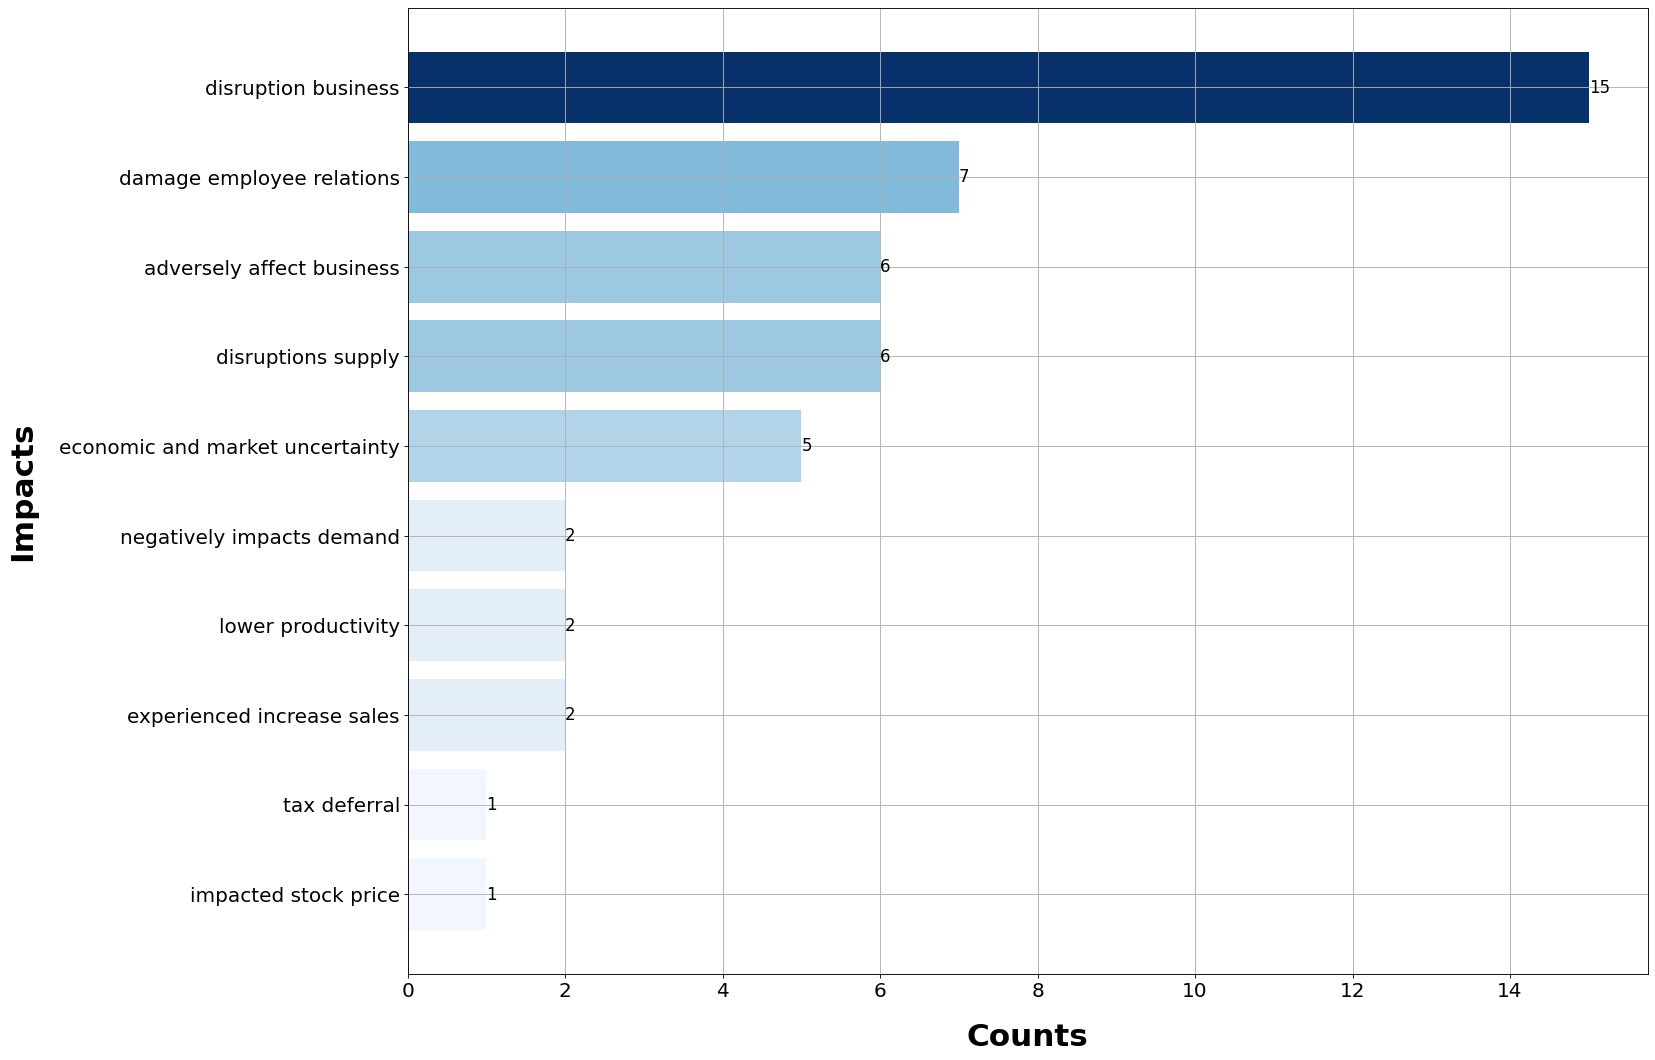 disruption business
15
damage employee relations
7
adversely affect business
6
disruptions supply
6
economic and market uncertainty
5
negatively impacts demand
2
lower productivity
2
experienced increase sales
2
tax deferral
1
impacted stock price
1
Impacts
0 2 4 6 8 10 12 14
Counts